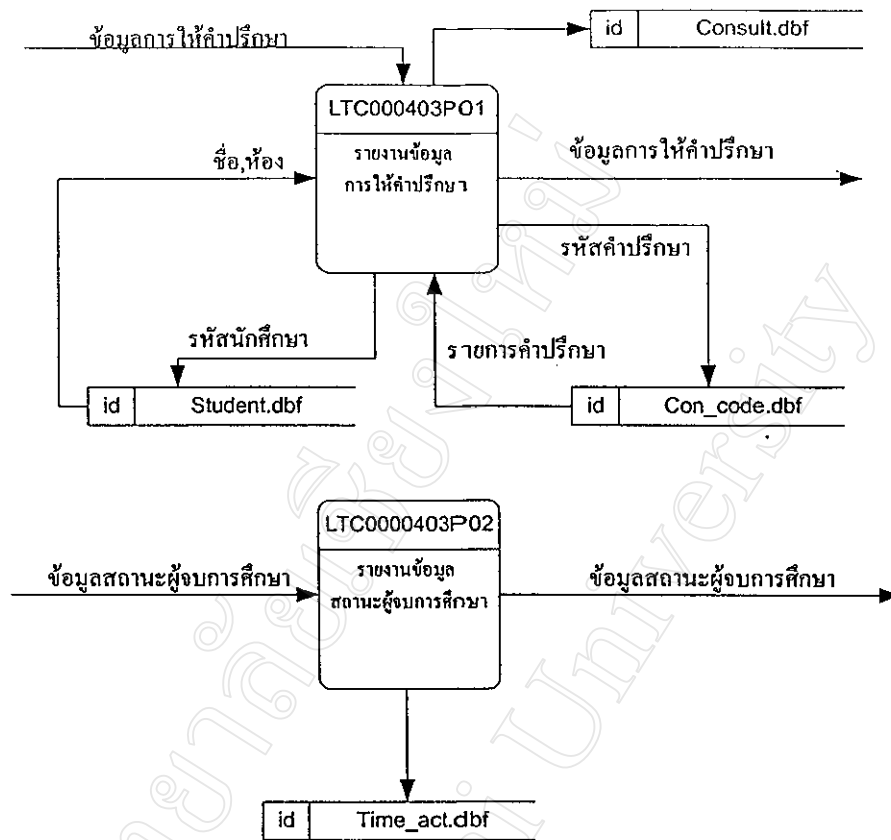 ข้อมูลการให้คำปรึกษา
id Consult.dbf
LTC000403P01
รายงานข้อมูล
การให้คำปรึกษา
ชื่อ,ห้อง
ข้อมูลการให้คำปรึกษา
รหัสคำปรึกษา
รหัสนักศึกษา
รายการคำปรึกษา
id Student.dbf
id Con_code.dbf
LTC0000403P02
รายงานข้อมูล
สถานะผู้จบการศึกษา
ข้อมูลสถานะผู้จบการศึกษา
ข้อมูลสถานะผู้จบการศึกษา
id Time_act.dbf
University